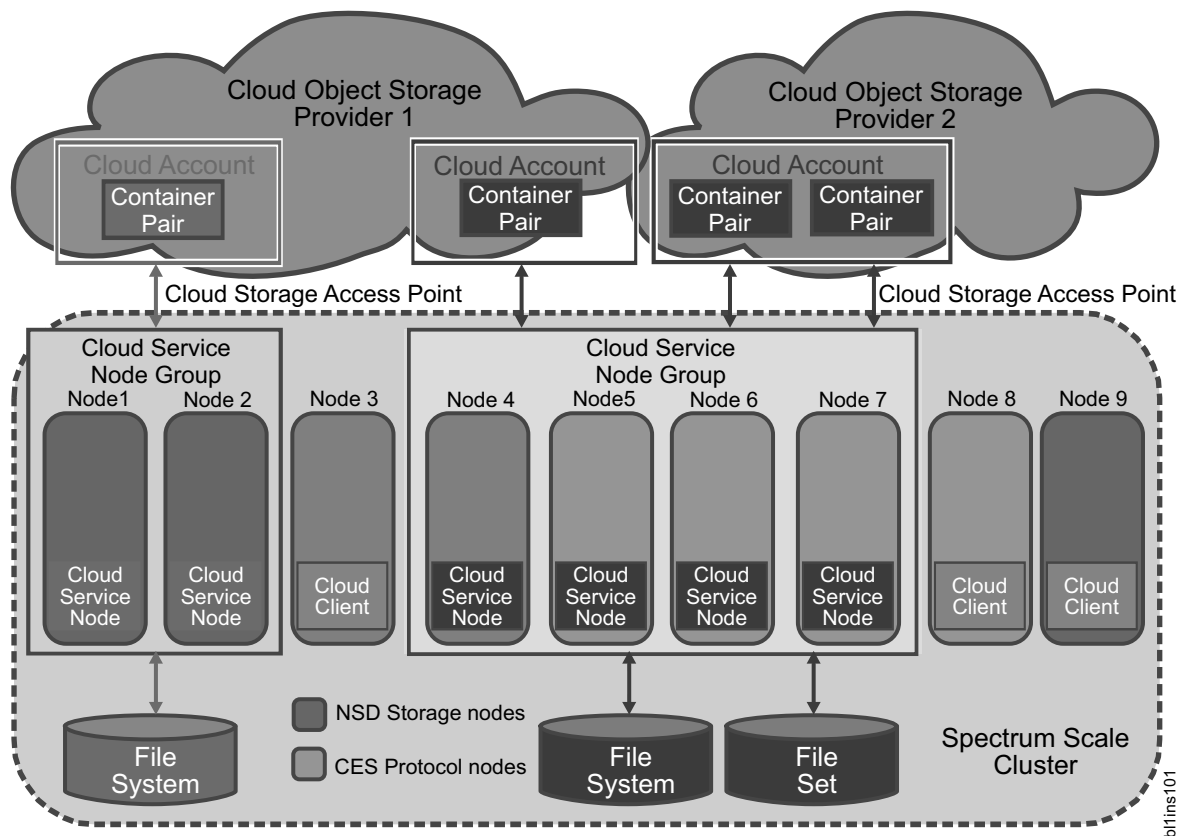 Cloud Object Storage
Provider 1
Cloud Object Storage
Provider 2
Cloud Account
Container
Pair
Cloud Account
Container
Pair
Cloud Account
Container
Pair
Container
Pair
Cloud Storage Access Point
Cloud Storage Access Point
Cloud Service
Node Group
Cloud Service
Node Group
Node1
Node 2
Node 3
Node 4
Node5
Node 6
Node 7
Node 8
Node 9
Cloud
Service
Node
Cloud
Service
Node
Cloud
Client
Cloud
Service
Node
Cloud
Service
Node
Cloud
Service
Node
Cloud
Service
Node
Cloud
Client
Cloud
Client
NSD Storage nodes
CES Protocol nodes
File
System
File
System
File
Set
Spectrum Scale
Cluster
bl1ins101